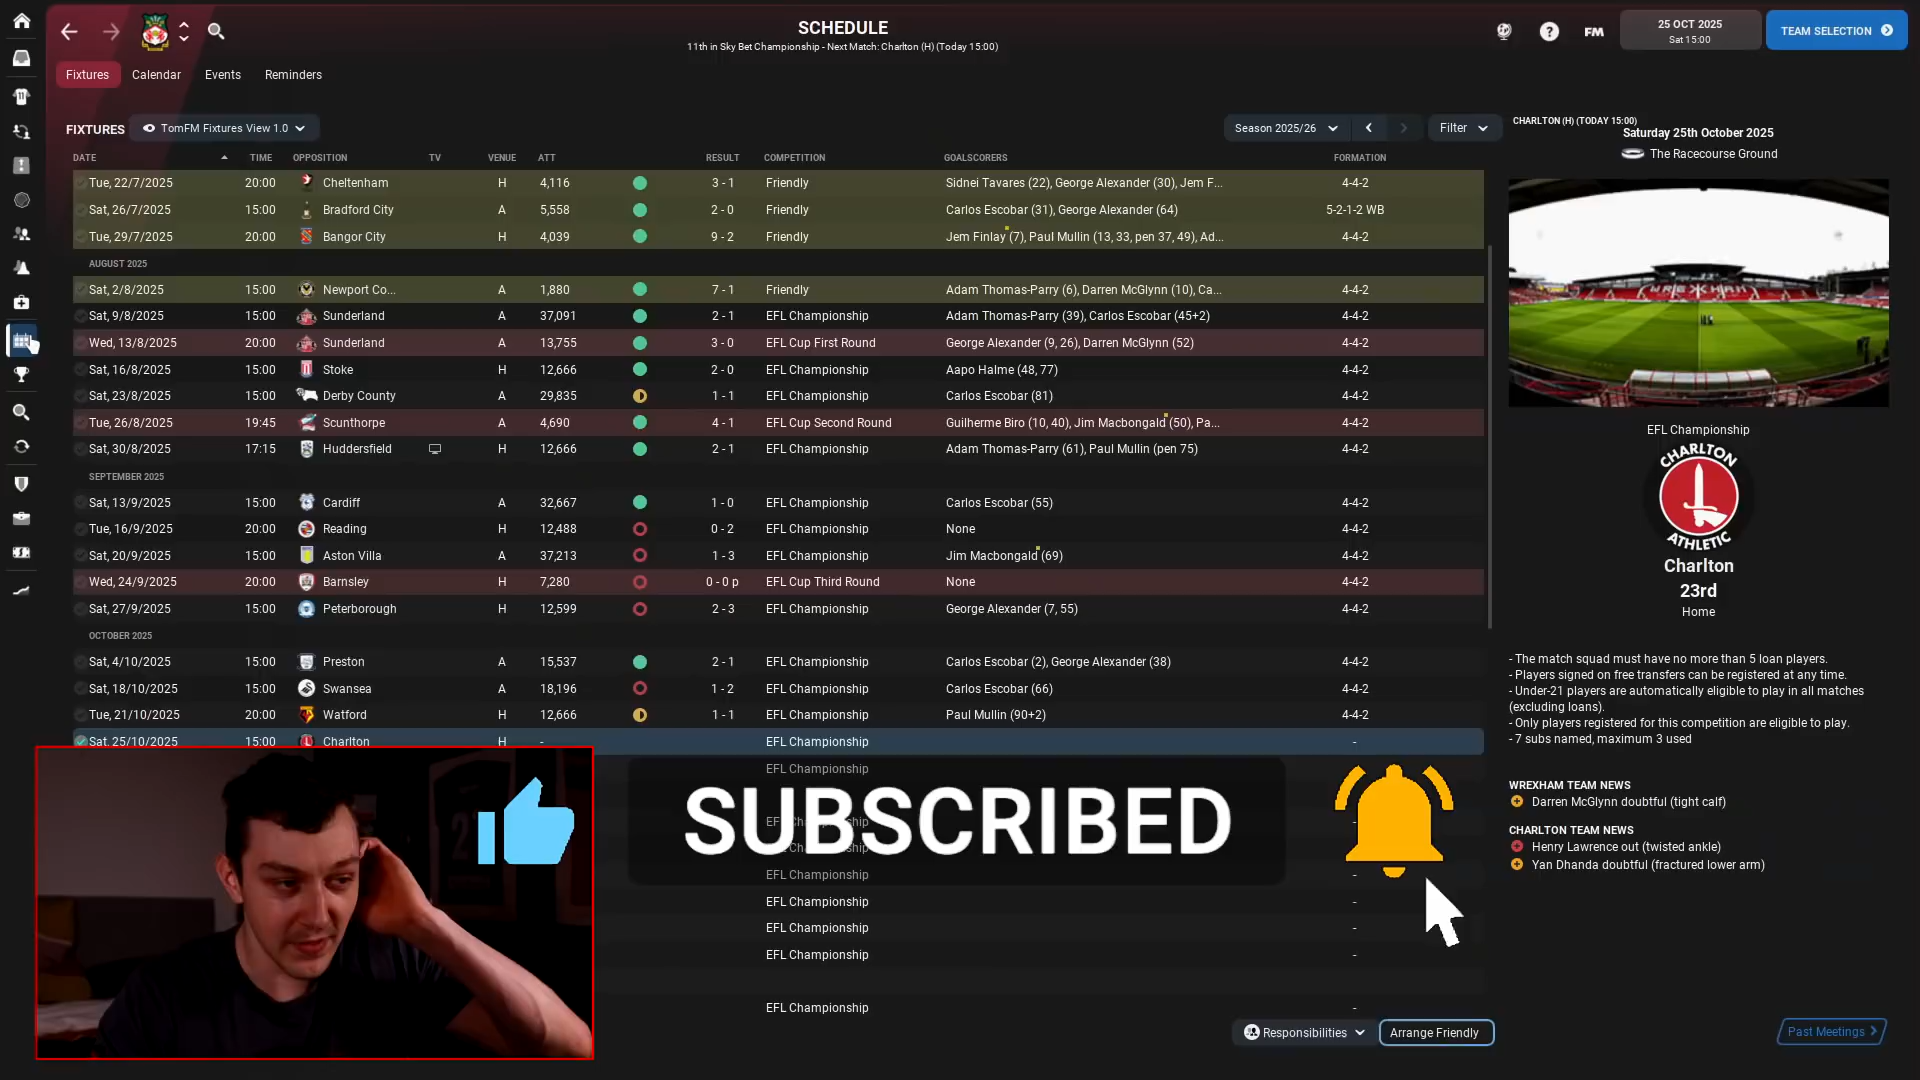 SCHEDULE
11th in Sky Bet Championship - Next Match: Charlton (H) (Today 15:00)
FM
25 OCT 2025
Sat 15:00
TEAM SELECTION
Fixtures Calendar Events Reminders
FIXTURES TomFM Fixtures View 1.0 Season 2025/26 Filter
DATE TIME OPPOSITION TV VENUE ATT RESULT COMPETITION GOALSCORERS FORMATION
Tue, 22/7/2025 20:00 Cheltenham H 4,116 3 - 1 Friendly Sidnei Tavares (22), George Alexander (30), Jem F... 4-4-2
Sat, 26/7/2025 15:00 Bradford City A 5,558 2 - 0 Friendly Carlos Escobar (31), George Alexander (64) 5-2-1-2 WB
Tue, 29/7/2025 20:00 Bangor City H 4,039 9 - 2 Friendly Jem Finlay (7), Paul Mullin (13, 33, pen 37, 49), Ad... 4-4-2
AUGUST 2025
Sat, 2/8/2025 15:00 Newport Co... A 1,880 7 - 1 Friendly Adam Thomas-Parry (6), Darren McGlynn (10), Ca... 4-4-2
Sat, 9/8/2025 15:00 Sunderland A 37,091 2 - 1 EFL Championship Adam Thomas-Parry (39), Carlos Escobar (45+2) 4-4-2
Wed, 13/8/2025 20:00 Sunderland A 13,755 3 - 0 EFL Cup First Round George Alexander (9, 26), Darren McGlynn (52) 4-4-2
Sat, 16/8/2025 15:00 Stoke H 12,666 2 - 0 EFL Championship Aapo Halme (48, 77) 4-4-2
Sat, 23/8/2025 15:00 Derby County A 29,835 1 - 1 EFL Championship Carlos Escobar (81) 4-4-2
Tue, 26/8/2025 19:45 Scunthorpe A 4,690 4 - 1 EFL Cup Second Round Guilherme Biro (10, 40), Jim Macbongald (50), Pa... 4-4-2
Sat, 30/8/2025 17:15 Huddersfield H 12,666 2 - 1 EFL Championship Adam Thomas-Parry (61), Paul Mullin (pen 75) 4-4-2
SEPTEMBER 2025
Sat, 13/9/2025 15:00 Cardiff A 32,667 1 - 0 EFL Championship Carlos Escobar (55) 4-4-2
Tue, 16/9/2025 20:00 Reading H 12,488 0 - 2 EFL Championship None 4-4-2
Sat, 20/9/2025 15:00 Aston Villa A 37,213 1 - 3 EFL Championship Jim Macbongald (69) 4-4-2
Wed, 24/9/2025 20:00 Barnsley H 7,280 0 - 0 p EFL Cup Third Round None 4-4-2
Sat, 27/9/2025 15:00 Peterborough H 12,599 2 - 3 EFL Championship George Alexander (7, 55) 4-4-2
OCTOBER 2025
Sat, 4/10/2025 15:00 Preston A 15,537 2 - 1 EFL Championship Carlos Escobar (2), George Alexander (38) 4-4-2
Sat, 18/10/2025 15:00 Swansea A 18,196 1 - 2 EFL Championship Carlos Escobar (66) 4-4-2
Tue, 21/10/2025 20:00 Watford H 12,666 1 - 1 EFL Championship Paul Mullin (90+2) 4-4-2
Sat, 25/10/2025 15:00 Charlton H - EFL Championship -
EFL Championship
SUBSCRIBED
EFL Championship -
EFL Championship -
EFL Championship -
EFL Championship -
EFL Championship -
Responsibilities Arrange Friendly
CHARLTON (H) (TODAY 15:00)
Saturday 25th October 2025
The Racecourse Ground
WREXHAM
EFL Championship
CHARLTON
ATHLETIC
Charlton
23rd
Home
- The match squad must have no more than 5 loan players.
- Players signed on free transfers can be registered at any time.
- Under-21 players are automatically eligible to play in all matches
(excluding loans).
- Only players registered for this competition are eligible to play.
- 7 subs named, maximum 3 used
WREXHAM TEAM NEWS
Darren McGlynn doubtful (tight calf)
CHARLTON TEAM NEWS
Henry Lawrence out (twisted ankle)
Yan Dhanda doubtful (fractured lower arm)
Past Meetings